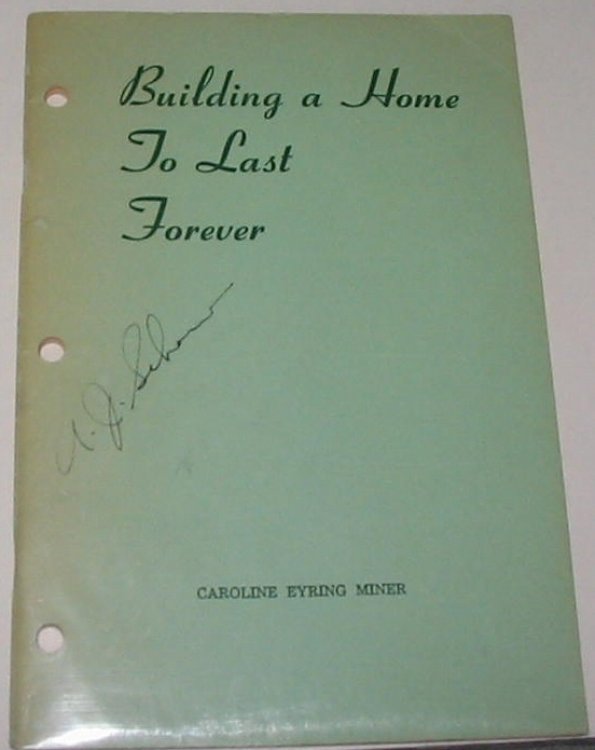 Building a Home
To Last
Forever
CAROLINE EYRING MINER